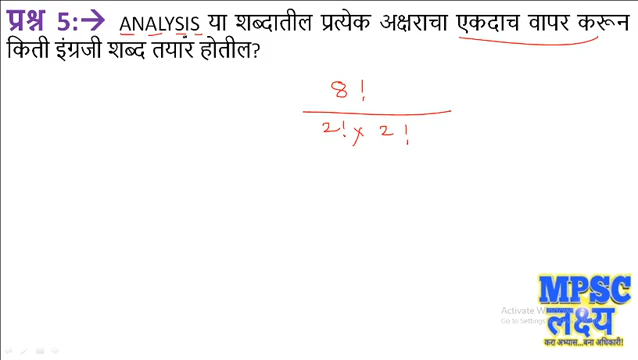 प्रश्न 5:→ ANALYSIS या शब्दातील प्रत्येक अक्षराचा एकदाच वापर करून
किती इंग्रजी शब्द तयार होतील?
8!
2! × 2!
MPSC
लक्ष्य
करा अभ्यास...बना अधिकारी!
Activate Windows
Go to Settings